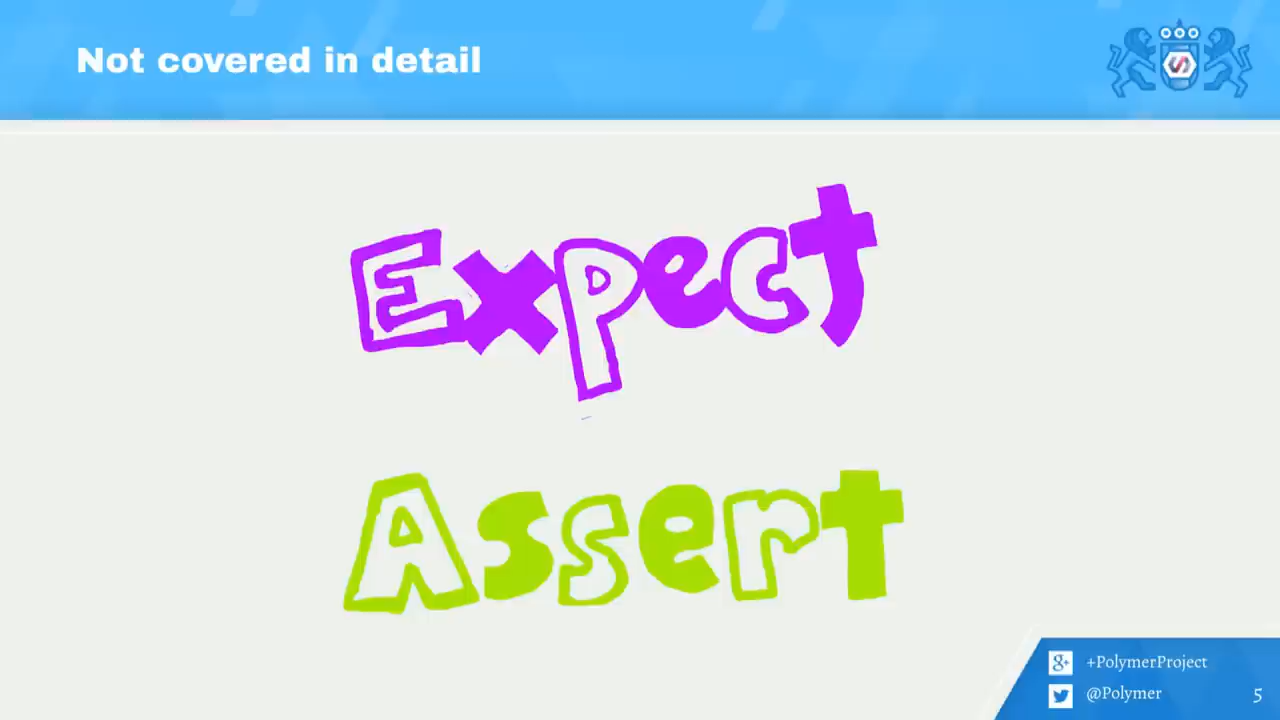 Not covered in detail
Expect
Assert
+PolymerProject
@Polymer
5